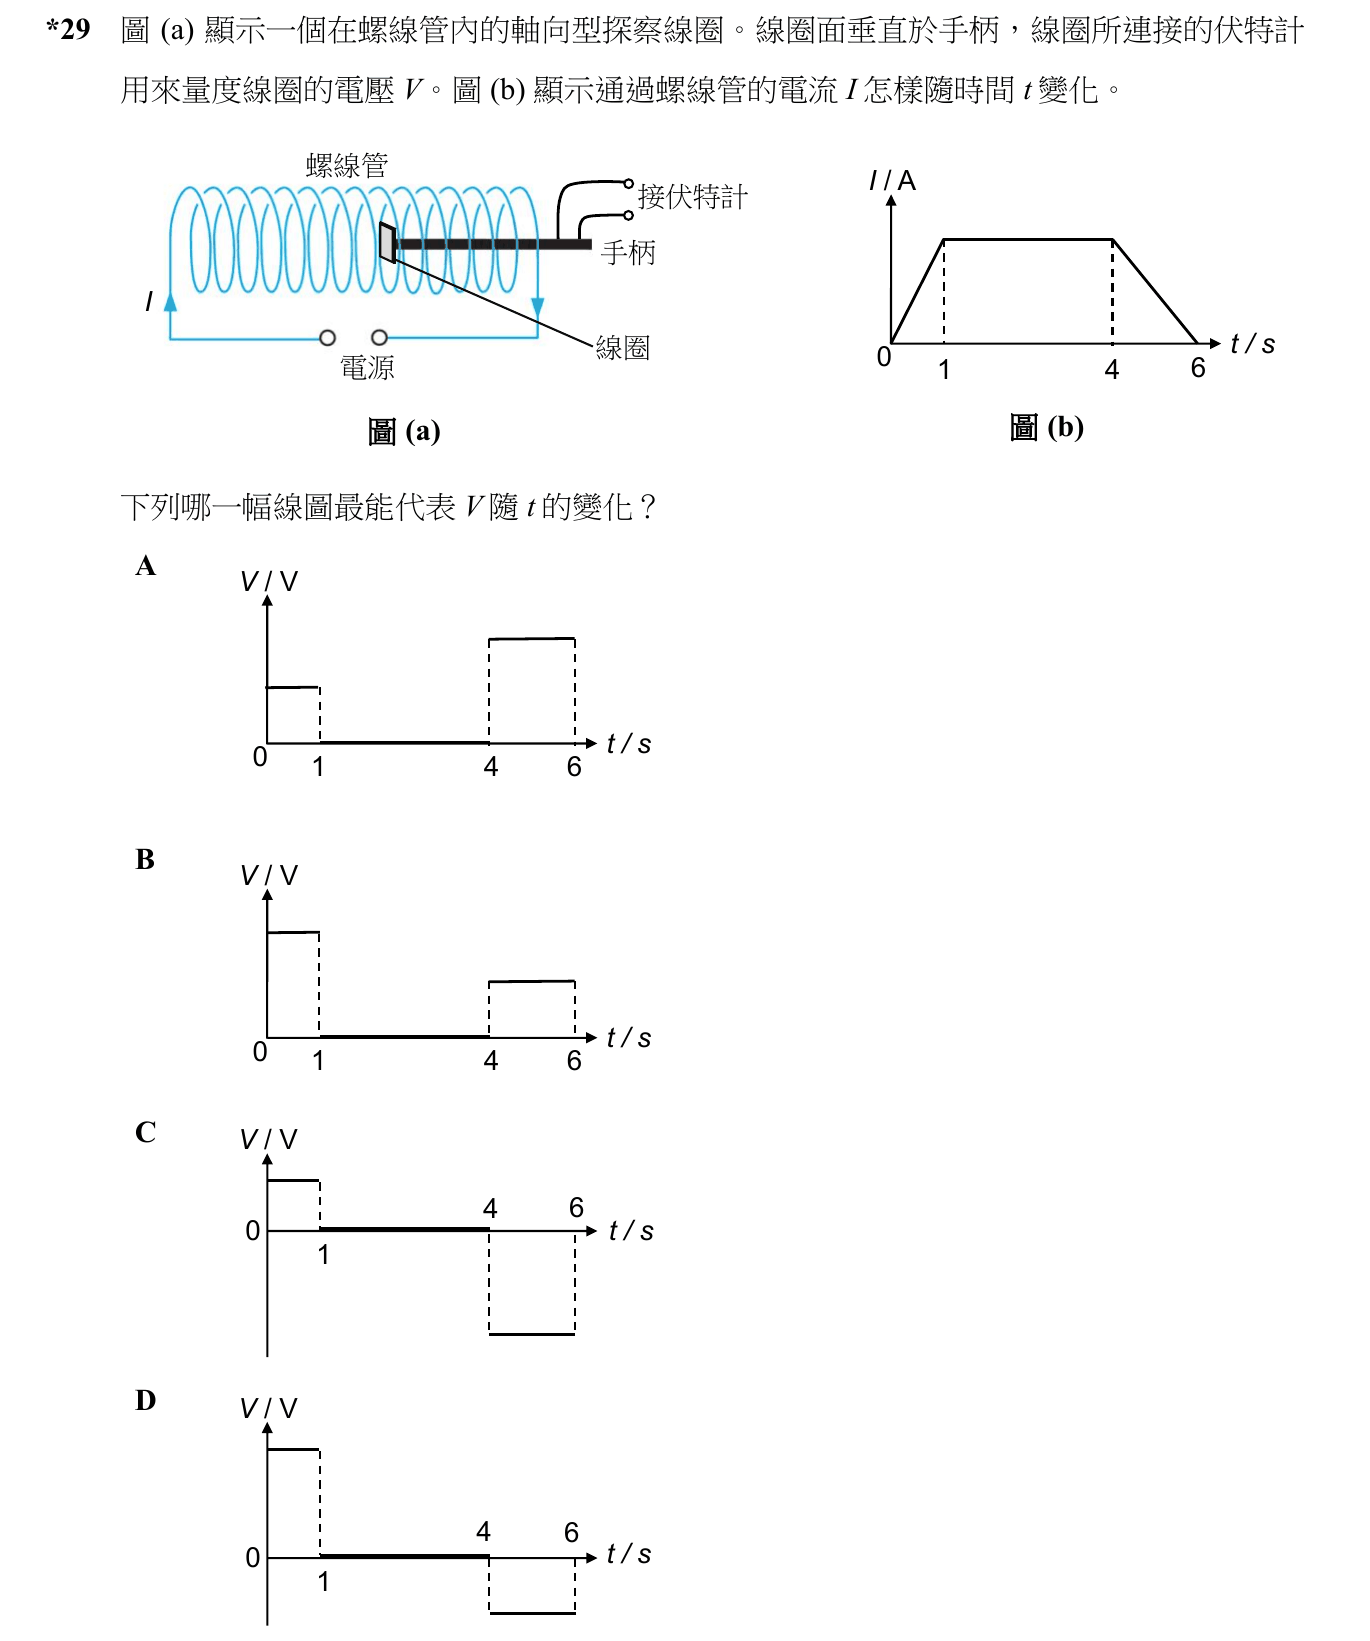 *29 圖 (a) 顯示一個在螺線管內的軸向型探察線圈。線圈面垂直於手柄，線圈所連接的伏特計
用來量度線圈的電壓 V。圖 (b) 顯示通過螺線管的電流 I 怎樣隨時間 t 變化。
螺線管
接伏特計
手柄
I
線圈
電源
圖 (a)
I / A
0
1
4
6
t / s
圖 (b)
下列哪一幅線圖最能代表 V 隨 t 的變化？
A
V / V
0
1
4
6
t / s
B
V / V
0
1
4
6
t / s
C
V / V
4
6
0
t / s
1
D
V / V
4
6
0
t / s
1